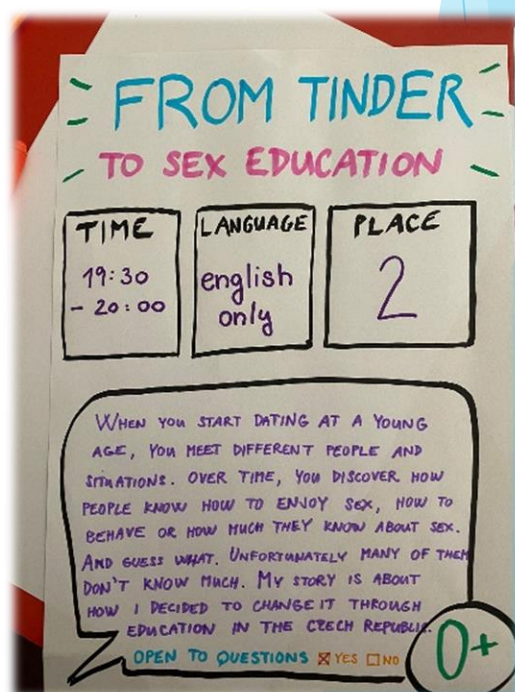 FROM TINDER
TO SEX EDUCATION
TIME
19:30
- 20:00
LANGUAGE
english
only
PLACE
2
WHEN YOU START DATING AT A YOUNG
AGE, YOU MEET DIFFERENT PEOPLE AND
SITUATIONS. OVER TIME, YOU DISCOVER HOW
PEOPLE KNOW HOW TO ENJOY SEX, HOW TO
BEHAVE OR HOW MUCH THEY KNOW ABOUT SEX.
AND GUESS WHAT. UNFORTUNATELY MANY OF THEM
DON'T KNOW MUCH. MY STORY IS ABOUT
HOW I DECIDED TO CHANGE IT THROUGH
EDUCATION IN THE CZECH REPUBLIC.
OPEN TO QUESTIONS ☒ YES ☐ NO
0+